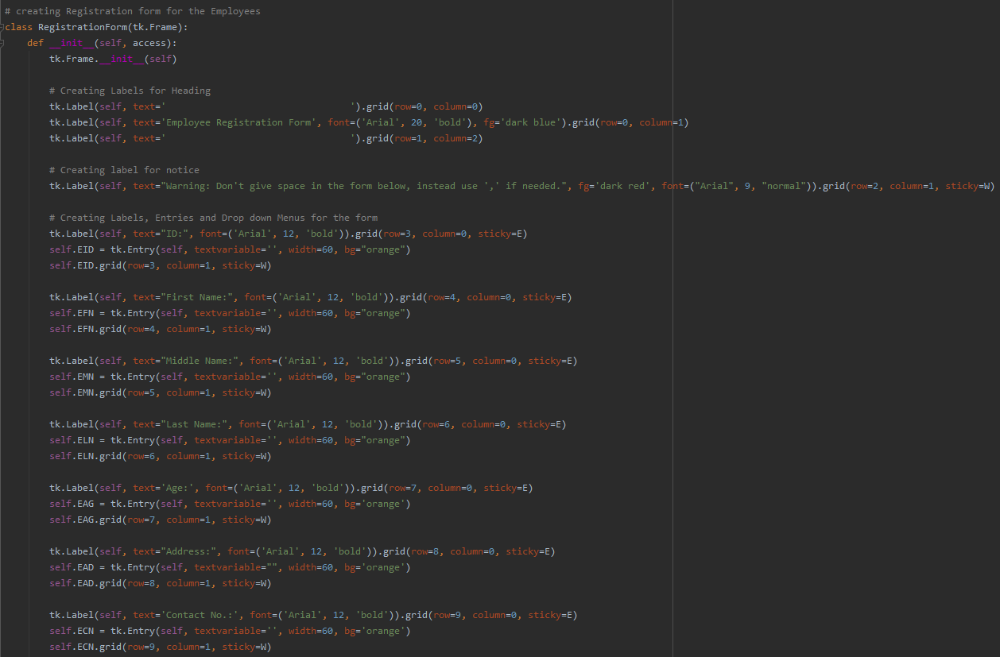 # creating Registration form for the Employees
class RegistrationForm(tk.Frame):
    def __init__(self, access):
        tk.Frame.__init__(self)

        # Creating Labels for Heading
        tk.Label(self, text='                                 ').grid(row=0, column=0)
        tk.Label(self, text='Employee Registration Form', font=('Arial', 20, 'bold'), fg='dark blue').grid(row=0, column=1)
        tk.Label(self, text='                                 ').grid(row=1, column=2)

        # Creating label for notice
        tk.Label(self, text="Warning: Don't give space in the form below, instead use ',' if needed.", fg='dark red', font=("Arial", 9, "normal")).grid(row=2, column=1, sticky=W)

        # Creating Labels, Entries and Drop down Menus for the form
        tk.Label(self, text="ID:", font=('Arial', 12, 'bold')).grid(row=3, column=0, sticky=E)
        self.EID = tk.Entry(self, textvariable='', width=60, bg="orange")
        self.EID.grid(row=3, column=1, sticky=W)

        tk.Label(self, text="First Name:", font=('Arial', 12, 'bold')).grid(row=4, column=0, sticky=E)
        self.EFN = tk.Entry(self, textvariable='', width=60, bg="orange")
        self.EFN.grid(row=4, column=1, sticky=W)

        tk.Label(self, text="Middle Name:", font=('Arial', 12, 'bold')).grid(row=5, column=0, sticky=E)
        self.EMN = tk.Entry(self, textvariable='', width=60, bg="orange")
        self.EMN.grid(row=5, column=1, sticky=W)

        tk.Label(self, text="Last Name:", font=('Arial', 12, 'bold')).grid(row=6, column=0, sticky=E)
        self.ELN = tk.Entry(self, textvariable='', width=60, bg="orange")
        self.ELN.grid(row=6, column=1, sticky=W)

        tk.Label(self, text='Age:', font=('Arial', 12, 'bold')).grid(row=7, column=0, sticky=E)
        self.EAG = tk.Entry(self, textvariable='', width=60, bg='orange')
        self.EAG.grid(row=7, column=1, sticky=W)

        tk.Label(self, text="Address:", font=('Arial', 12, 'bold')).grid(row=8, column=0, sticky=E)
        self.EAD = tk.Entry(self, textvariable="", width=60, bg='orange')
        self.EAD.grid(row=8, column=1, sticky=W)

        tk.Label(self, text='Contact No.:', font=('Arial', 12, 'bold')).grid(row=9, column=0, sticky=E)
        self.ECN = tk.Entry(self, textvariable='', width=60, bg='orange')
        self.ECN.grid(row=9, column=1, sticky=W)